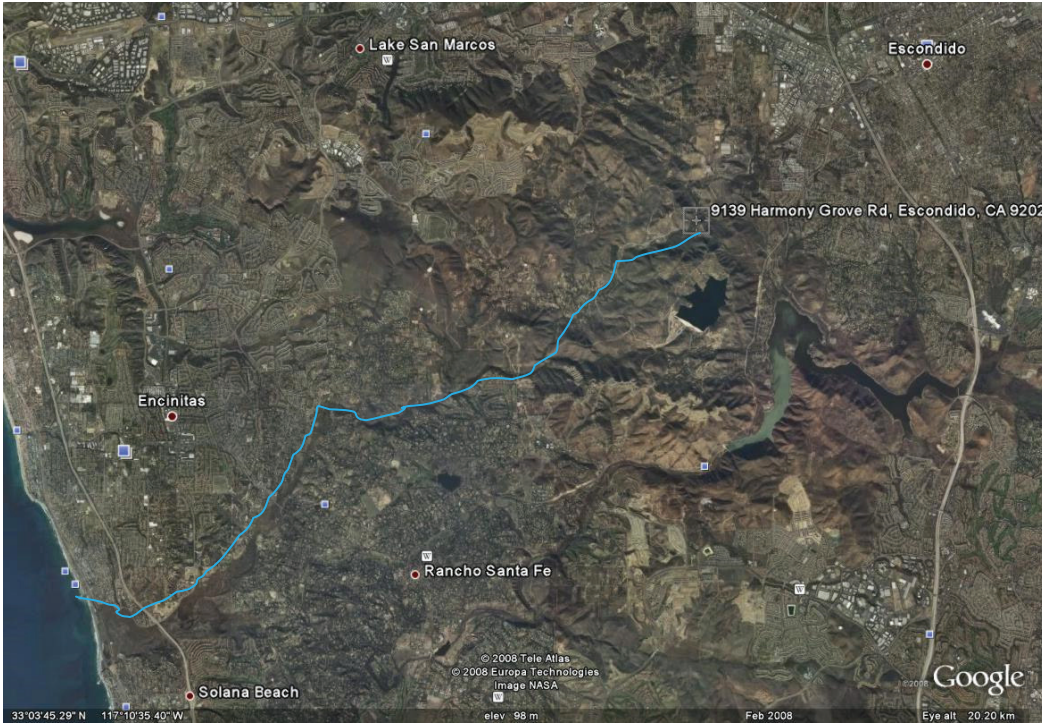 Lake San Marcos
W
Escondido
9139 Harmony Grove Rd, Escondido, CA 9202
Encinitas
W
Rancho Santa Fe
W
© 2008 Tele Atlas
© 2008 Europa Technologies
Image NASA
W
©2008 Google
Solana Beach
33°03'45.29" N 117°10'35.40" W elev 98 m Feb 2008 Eye alt 20.20 km